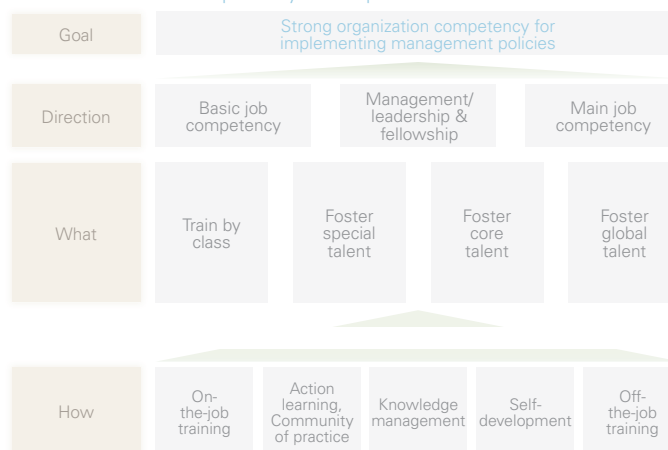 Goal
Strong organization competency for
implementing management policies
Direction
Basic job
competency
Management/
leadership &
fellowship
Main job
competency
What
Train by
class
Foster
special
talent
Foster
core
talent
Foster
global
talent
How
On-
the-job
training
Action
learning,
Community
of practice
Knowledge
management
Self-
development
Off-
the-job
training